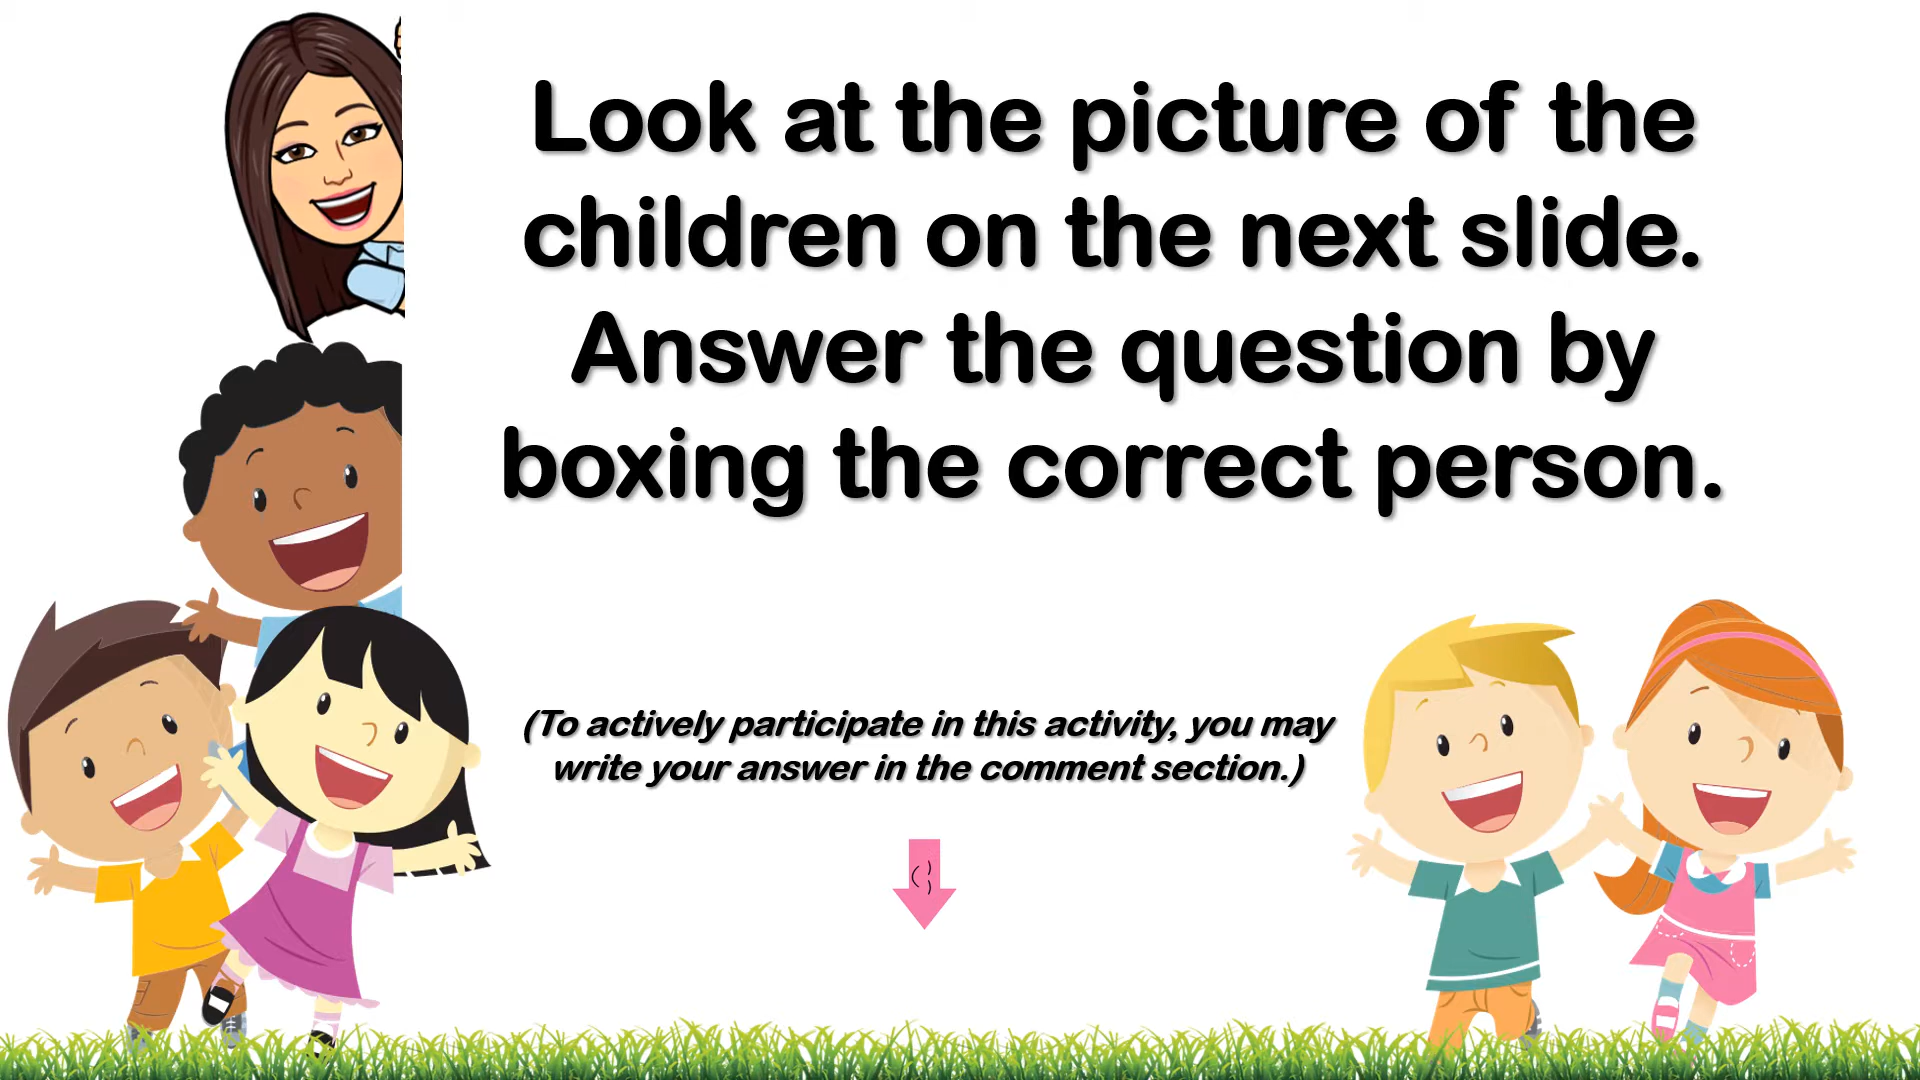 Look at the picture of the
children on the next slide.
Answer the question by
boxing the correct person.
(To actively participate in this activity, you may
write your answer in the comment section.)